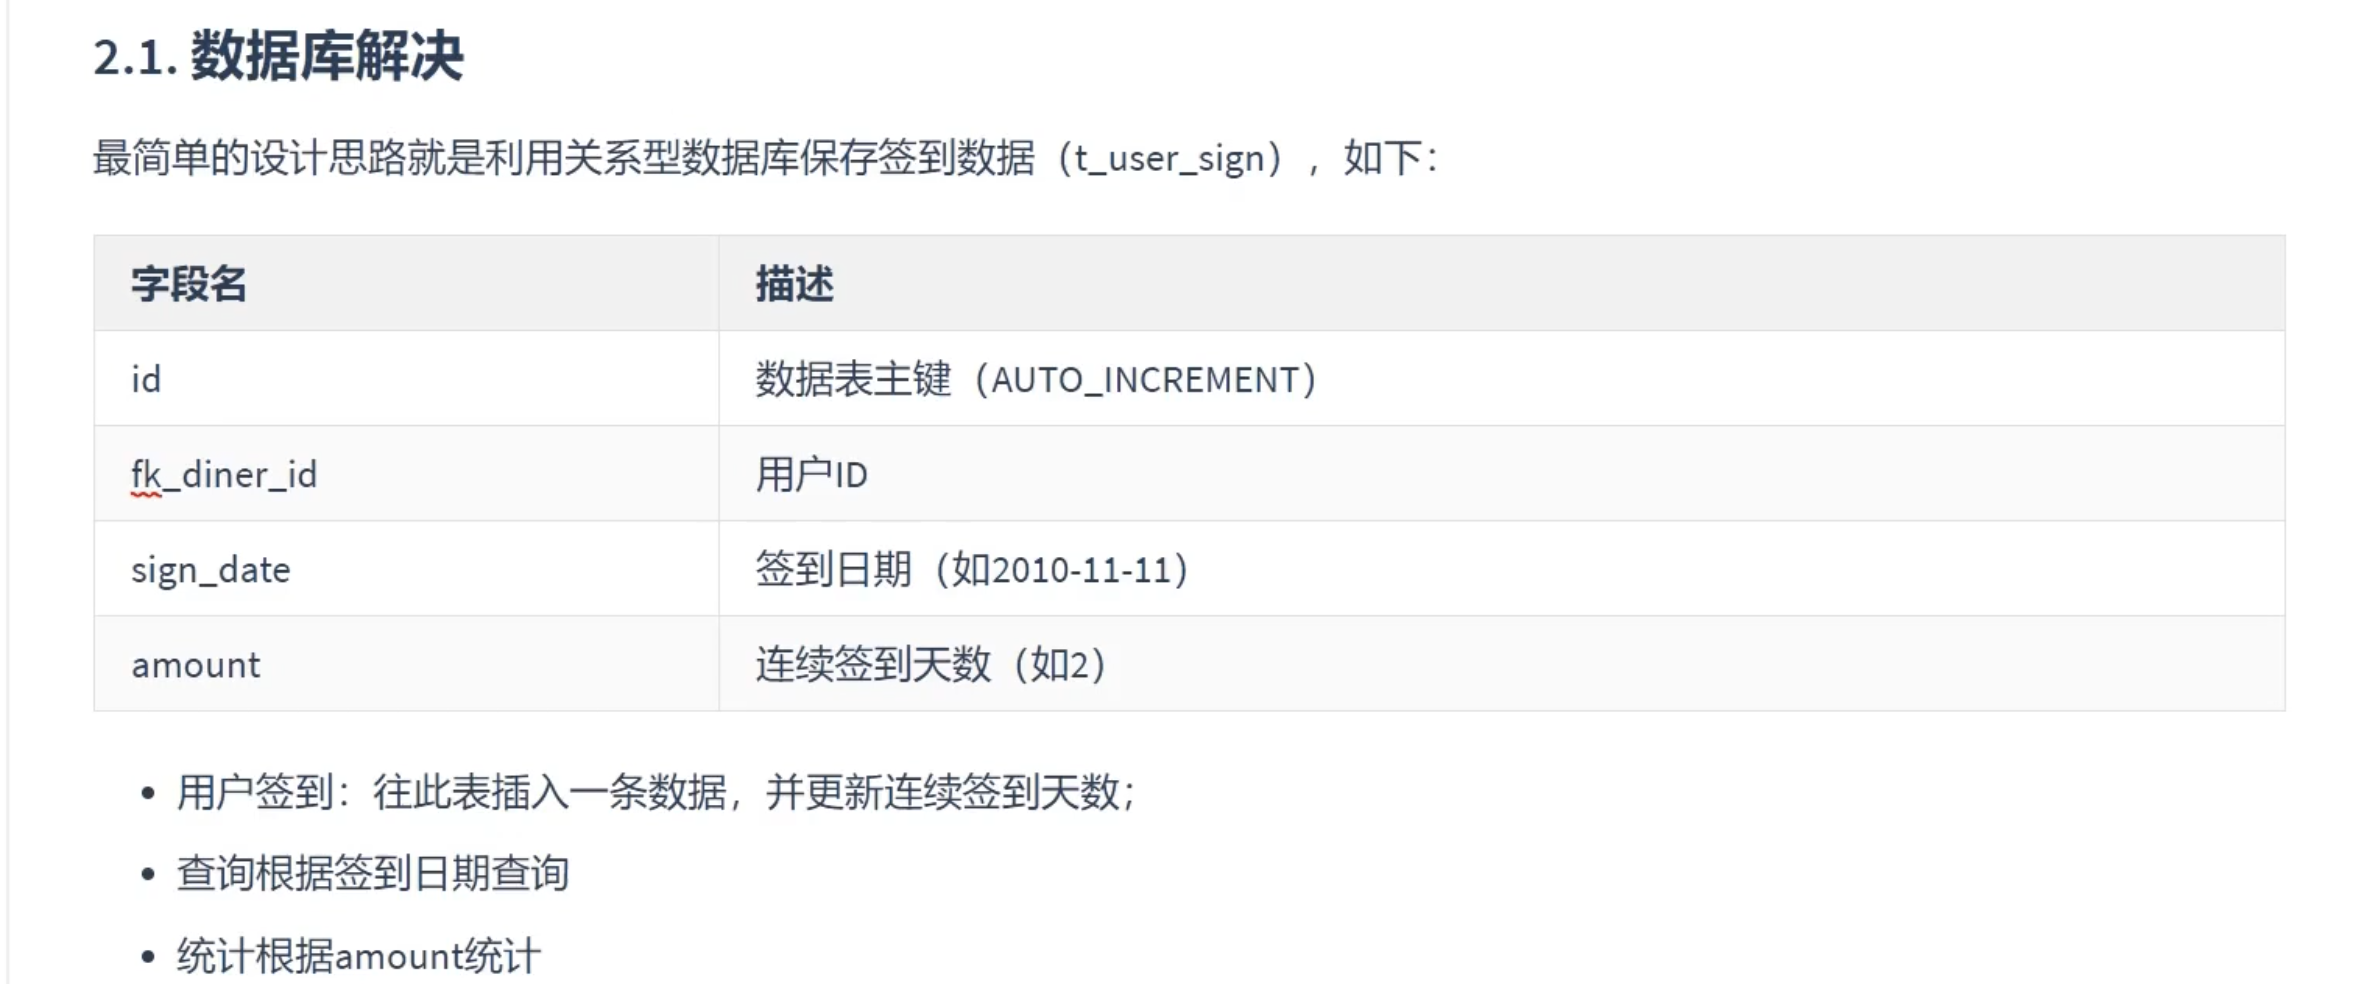 2.1. 数据库解决
最简单的设计思路就是利用关系型数据库保存签到数据（t_user_sign），如下：
字段名 描述
id 数据表主键（AUTO_INCREMENT）
fk_diner_id 用户ID
sign_date 签到日期（如2010-11-11）
amount 连续签到天数（如2）
• 用户签到：往此表插入一条数据，并更新连续签到天数；
• 查询根据签到日期查询
• 统计根据amount统计